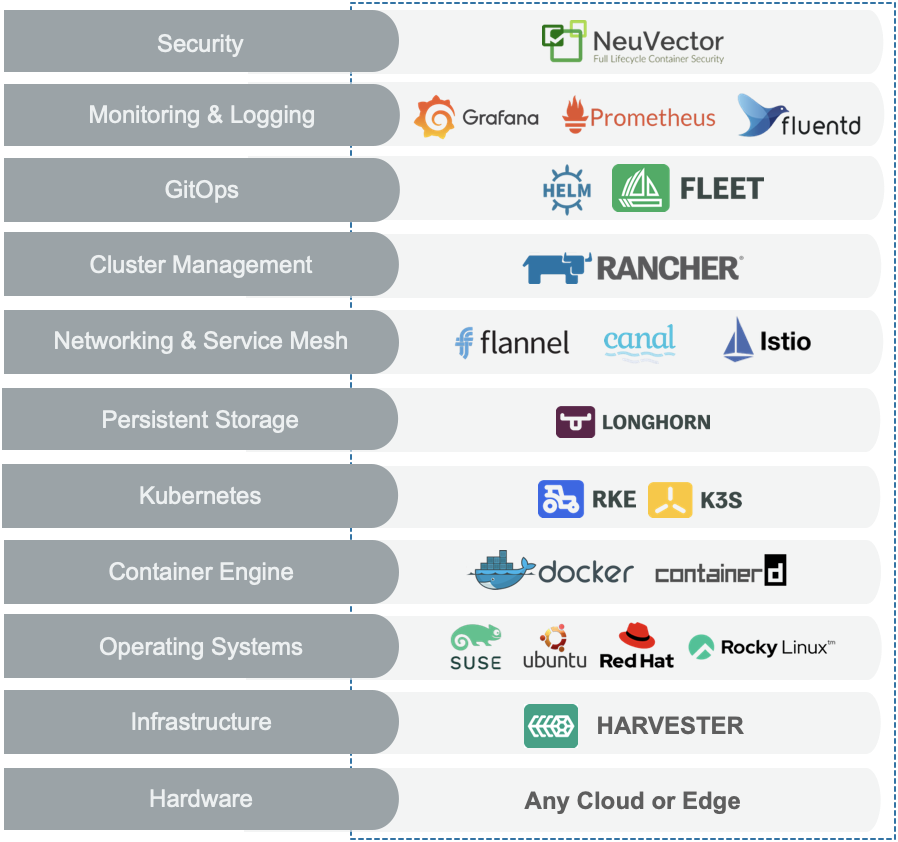 Security
NeuVector
Full Lifecycle Container Security
Monitoring & Logging
Grafana
Prometheus
fluentd
GitOps
HELM
FLEET
Cluster Management
RANCHER®
Networking & Service Mesh
flannel
canal
Istio
Persistent Storage
LONGHORN
Kubernetes
RKE
K3S
Container Engine
docker
containerd
Operating Systems
SUSE
ubuntu
Red Hat
Rocky Linux™
Infrastructure
HARVESTER
Hardware
Any Cloud or Edge